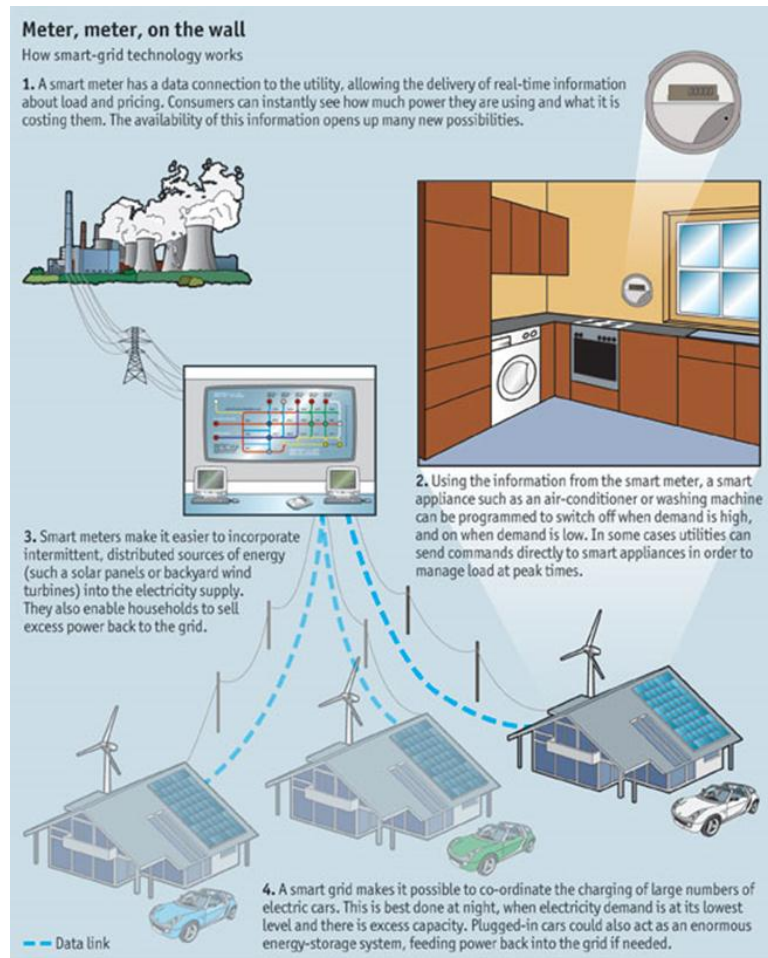 Meter, meter, on the wall
How smart-grid technology works
1. A smart meter has a data connection to the utility, allowing the delivery of real-time information
about load and pricing. Consumers can instantly see how much power they are using and what it is
costing them. The availability of this information opens up many new possibilities.
2. Using the information from the smart meter, a smart
appliance such as an air-conditioner or washing machine
can be programmed to switch off when demand is high,
and on when demand is low. In some cases utilities can
send commands directly to smart appliances in order to
manage load at peak times.
3. Smart meters make it easier to incorporate
intermittent, distributed sources of energy
(such a solar panels or backyard wind
turbines) into the electricity supply.
They also enable households to sell
excess power back to the grid.
4. A smart grid makes it possible to co-ordinate the charging of large numbers of
electric cars. This is best done at night, when electricity demand is at its lowest
level and there is excess capacity. Plugged-in cars could also act as an enormous
energy-storage system, feeding power back into the grid if needed.
Data link